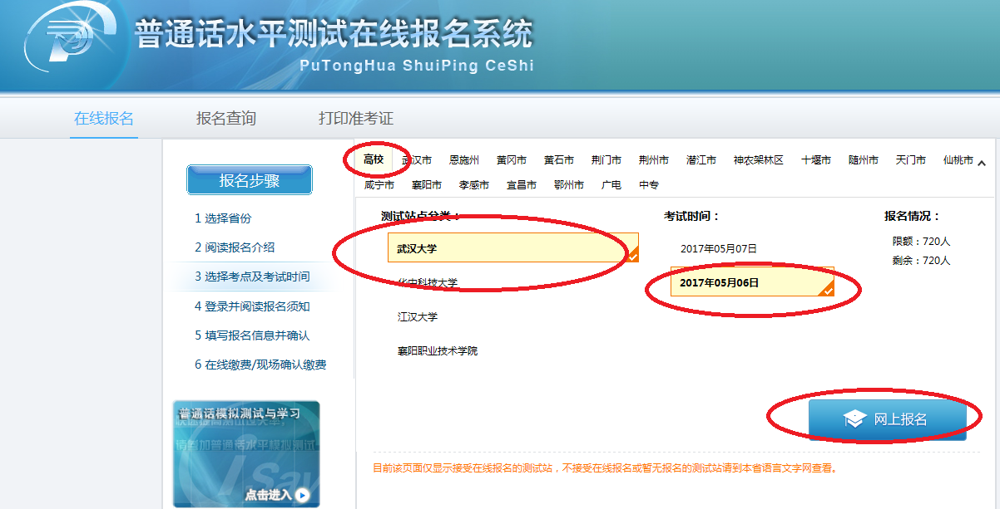 普通话水平测试在线报名系统
PuTongHua ShuiPing CeShi
在线报名 报名查询 打印准考证
高校 武汉市 恩施州 黄冈市 黄石市 荆门市 荆州市 潜江市 神农架林区 十堰市 随州市 天门市 仙桃市
咸宁市 襄阳市 孝感市 宜昌市 鄂州市 广电 中专
报名步骤
1 选择省份
2 阅读报名介绍
3 选择考点及考试时间
4 登录并阅读报名须知
5 填写报名信息并确认
6 在线缴费/现场确认缴费
测试站点分类：
武汉大学
华中科技大学
江汉大学
襄阳职业技术学院
考试时间：
2017年05月07日
2017年05月06日
报名情况：
限额：720人
剩余：720人
网上报名
目前该页面仅显示接受在线报名的测试站，不接受在线报名或暂无报名的测试站请到本省语言文字网查看。
普通话模拟测试与学习
请参加普通话水平模拟测试
点击进入